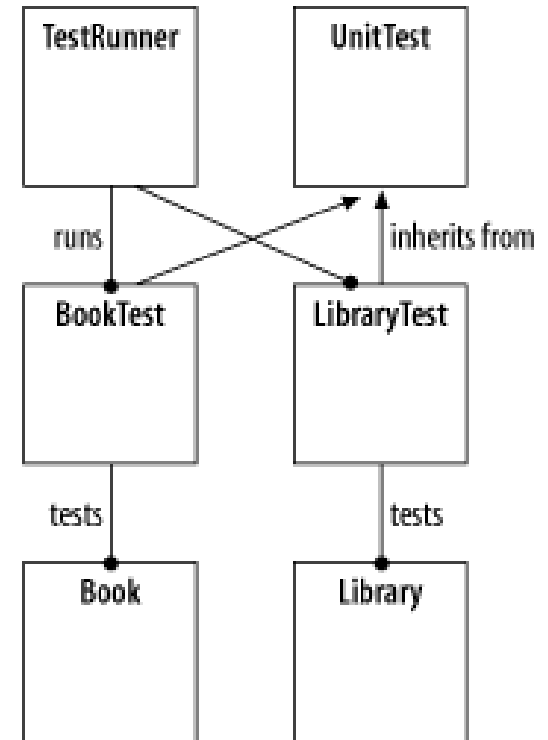 TestRunner
UnitTest
runs
inherits from
BookTest
LibraryTest
tests
tests
Book
Library